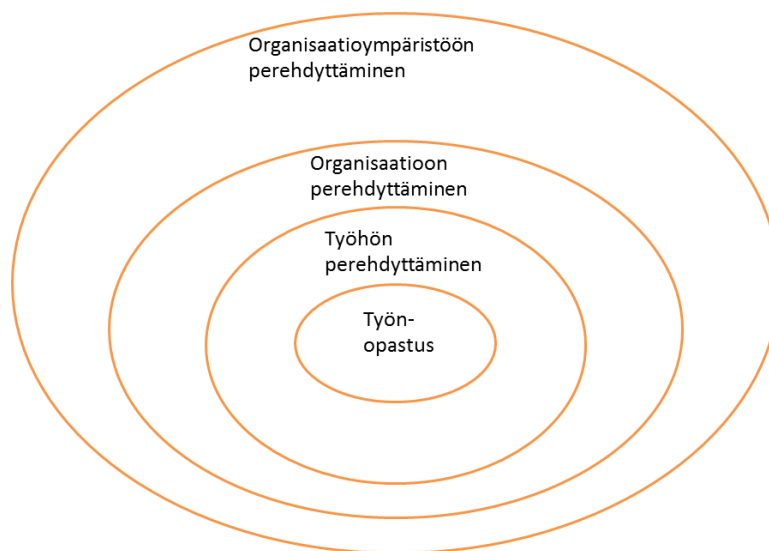 Organisaatioympäristöön
perehdyttäminen
Organisaatioon
perehdyttäminen
Työhön
perehdyttäminen
Työn-
opastus